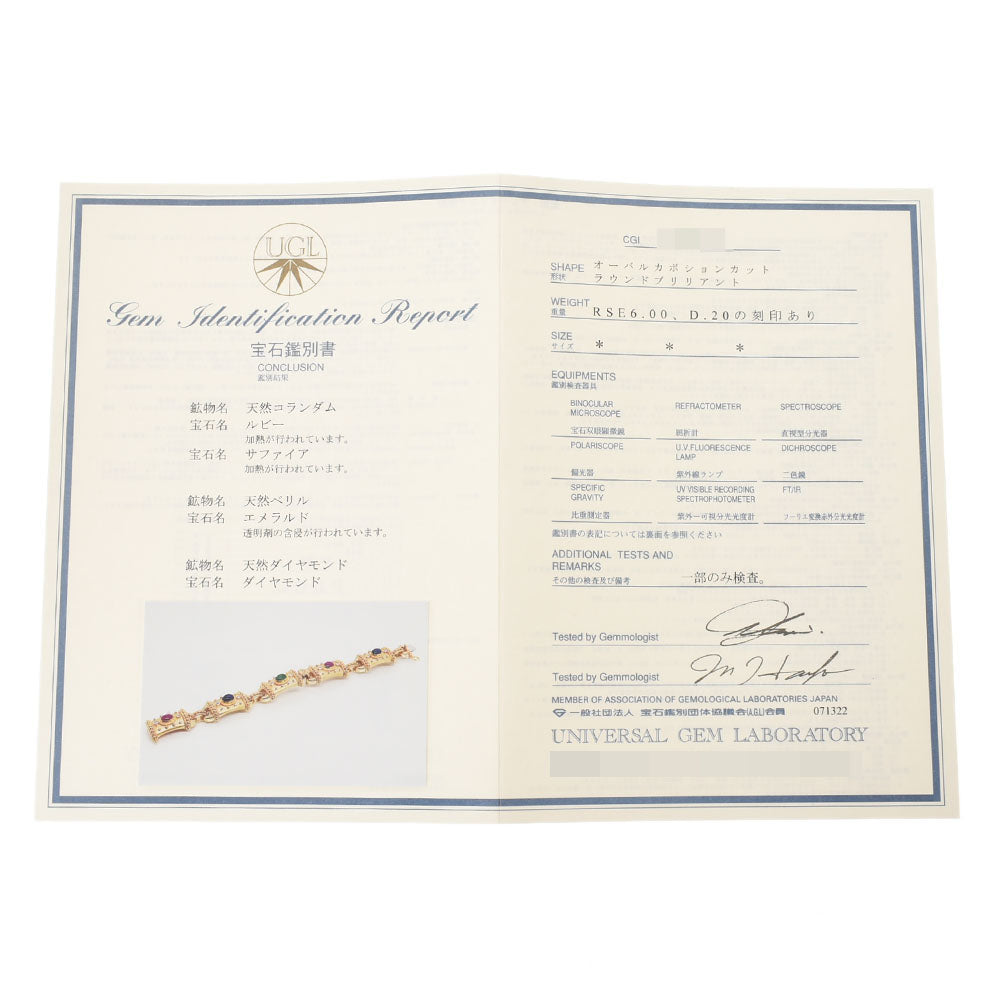 UGL
Gem Identification Report
宝石鑑別書
CONCLUSION
鑑別結果
鉱物名 天然コランダム
宝石名 ルビー
加熱が行われています。
宝石名 サファイア
加熱が行われています。
鉱物名 天然ベリル
宝石名 エメラルド
透明剤の含浸が行われています。
鉱物名 天然ダイヤモンド
宝石名 ダイヤモンド
CGI
SHAPE オーバルカボションカット
形状 ラウンドブリリアント
WEIGHT
重量 RSE6.00、D.20の刻印あり
SIZE
サイズ * * *
EQUIPMENTS
鑑別検査器具
BINOCULAR MICROSCOPE REFRACTOMETER SPECTROSCOPE
宝石双眼顕微鏡 屈折計 直視型分光器
POLARISCOPE U.V.FLUORESCENCE LAMP DICHROSCOPE
偏光器 紫外線ランプ 二色鏡
SPECIFIC GRAVITY UV VISIBLE RECORDING SPECTROPHOTOMETER FT/IR
比重測定器 紫外一可視分光光度計 フーリエ変換赤外分光光度計
鑑別書の表記については裏面を参照ください
ADDITIONAL TESTS AND
REMARKS
その他の検査及び備考 一部のみ検査。
Tested by Gemmologist
Tested by Gemmologist
MEMBER OF ASSOCIATION OF GEMOLOGICAL LABORATORIES JAPAN
一般社団法人 宝石鑑別団体協議会(AGL)会員 071322
UNIVERSAL GEM LABORATORY